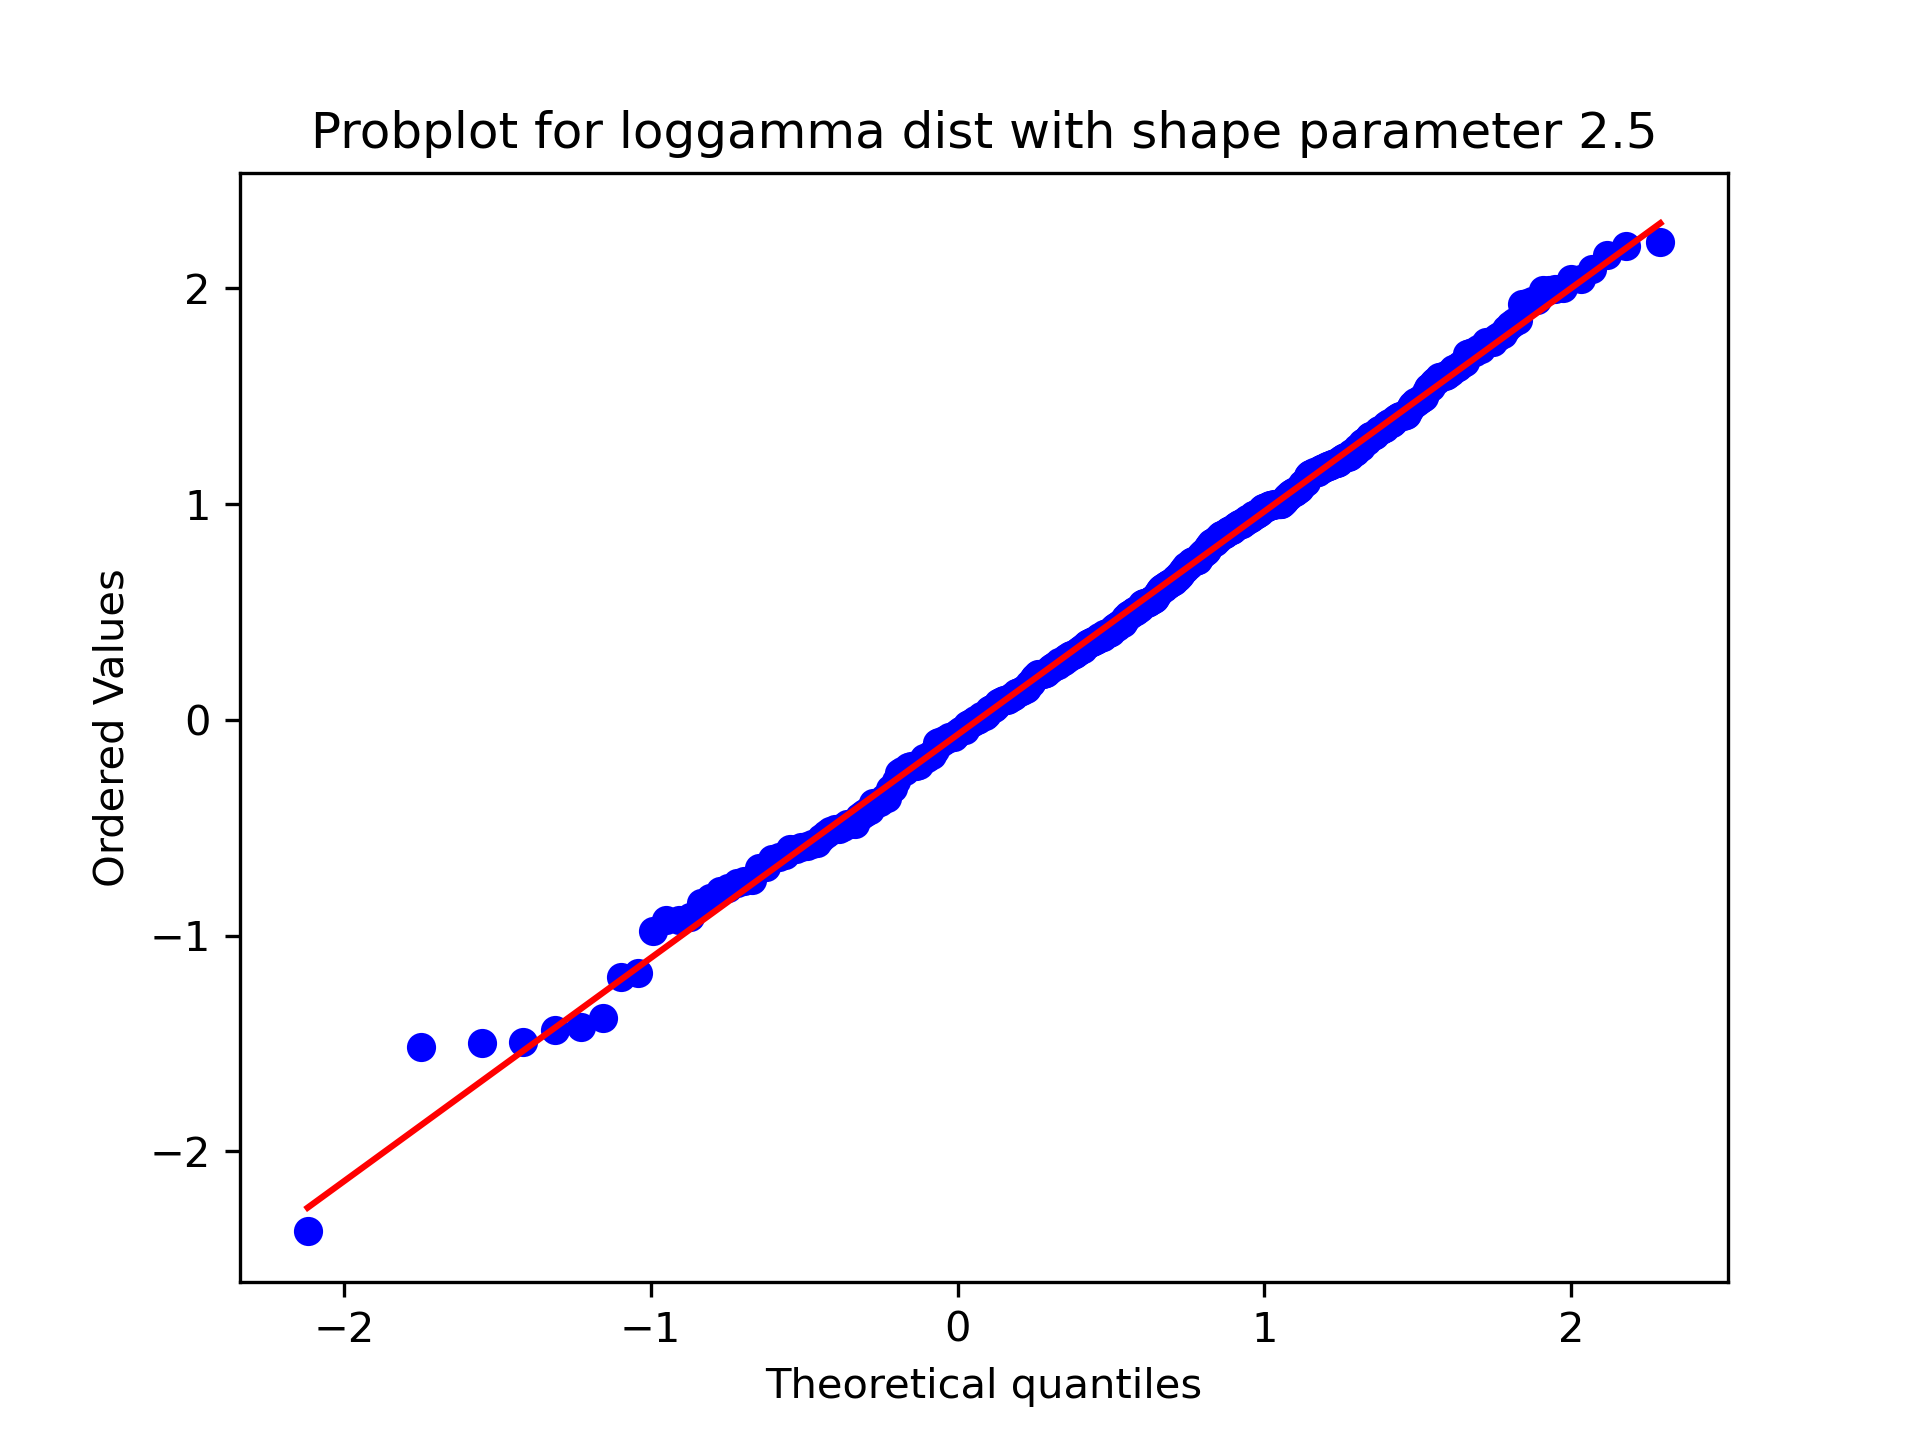 Probplot for loggamma dist with shape parameter 2.5
2
1
0
−1
−2
Ordered Values
−2 −1 0 1 2
Theoretical quantiles